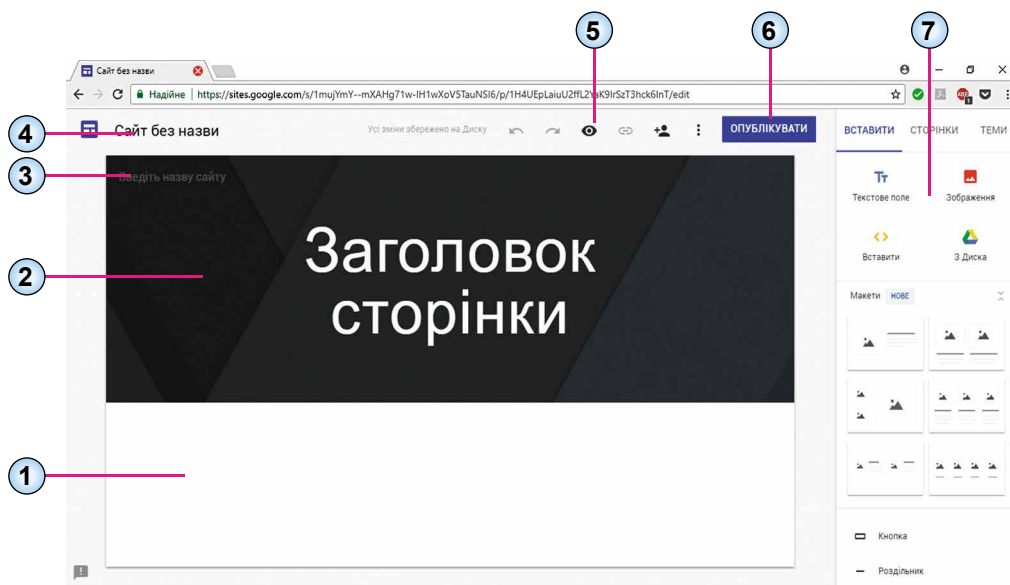 5
6
7
Сайт без назви
Надійне | https://sites.google.com/s/1mujYmY--mXAHg71w-IH1wXoV5TauNSI6/p/1H4UEpLaiuU2ffL2YaK9IrSzT3hck6InT/edit
4
Сайт без назви
Усі зміни збережено на Диску
ОПУБЛІКУВАТИ
ВСТАВИТИ СТОРІНКИ ТЕМИ
3
Введіть назву сайту
Текстове поле Зображення
2
Заголовок
сторінки
Вставити З Диска
Макети НОВЕ
1
Кнопка
Роздільник